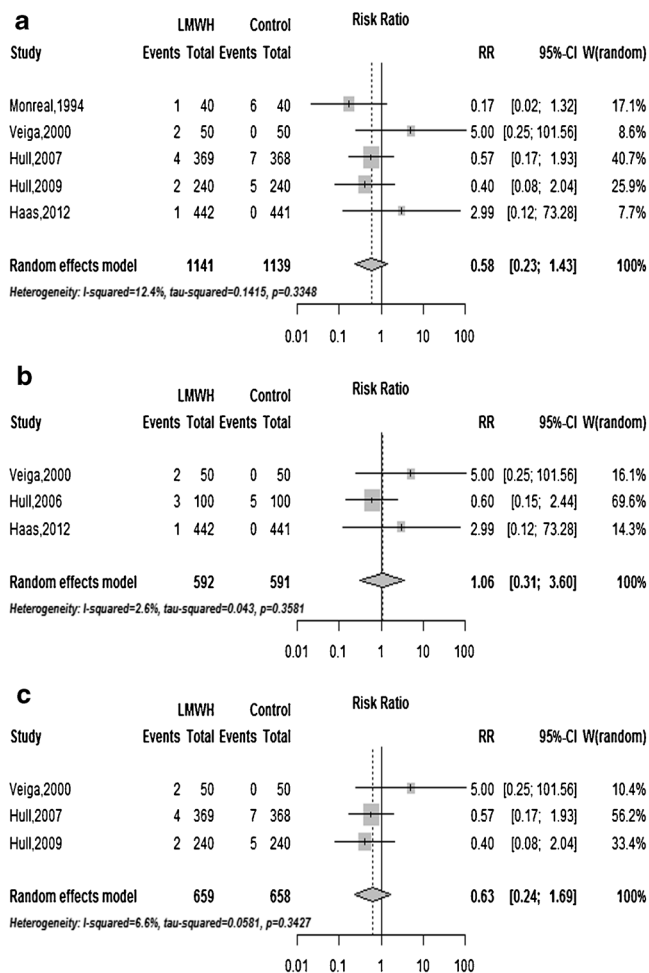 a
LMWH Control Risk Ratio
Study Events Total Events Total RR 95%-CI W(random)
Monreal,1994 1 40 6 40 0.17 [0.02; 1.32] 17.1%
Veiga,2000 2 50 0 50 5.00 [0.25; 101.56] 8.6%
Hull,2007 4 369 7 368 0.57 [0.17; 1.93] 40.7%
Hull,2009 2 240 5 240 0.40 [0.08; 2.04] 25.9%
Haas,2012 1 442 0 441 2.99 [0.12; 73.28] 7.7%
Random effects model 1141 1139 0.58 [0.23; 1.43] 100%
Heterogeneity: I-squared=12.4%, tau-squared=0.1415, p=0.3348
0.01 0.1 1 10 100
b
LMWH Control Risk Ratio
Study Events Total Events Total RR 95%-CI W(random)
Veiga,2000 2 50 0 50 5.00 [0.25; 101.56] 16.1%
Hull,2006 3 100 5 100 0.60 [0.15; 2.44] 69.6%
Haas,2012 1 442 0 441 2.99 [0.12; 73.28] 14.3%
Random effects model 592 591 1.06 [0.31; 3.60] 100%
Heterogeneity: I-squared=2.6%, tau-squared=0.043, p=0.3581
0.01 0.1 1 10 100
c
LMWH Control Risk Ratio
Study Events Total Events Total RR 95%-CI W(random)
Veiga,2000 2 50 0 50 5.00 [0.25; 101.56] 10.4%
Hull,2007 4 369 7 368 0.57 [0.17; 1.93] 56.2%
Hull,2009 2 240 5 240 0.40 [0.08; 2.04] 33.4%
Random effects model 659 658 0.63 [0.24; 1.69] 100%
Heterogeneity: I-squared=6.6%, tau-squared=0.0581, p=0.3427
0.01 0.1 1 10 100